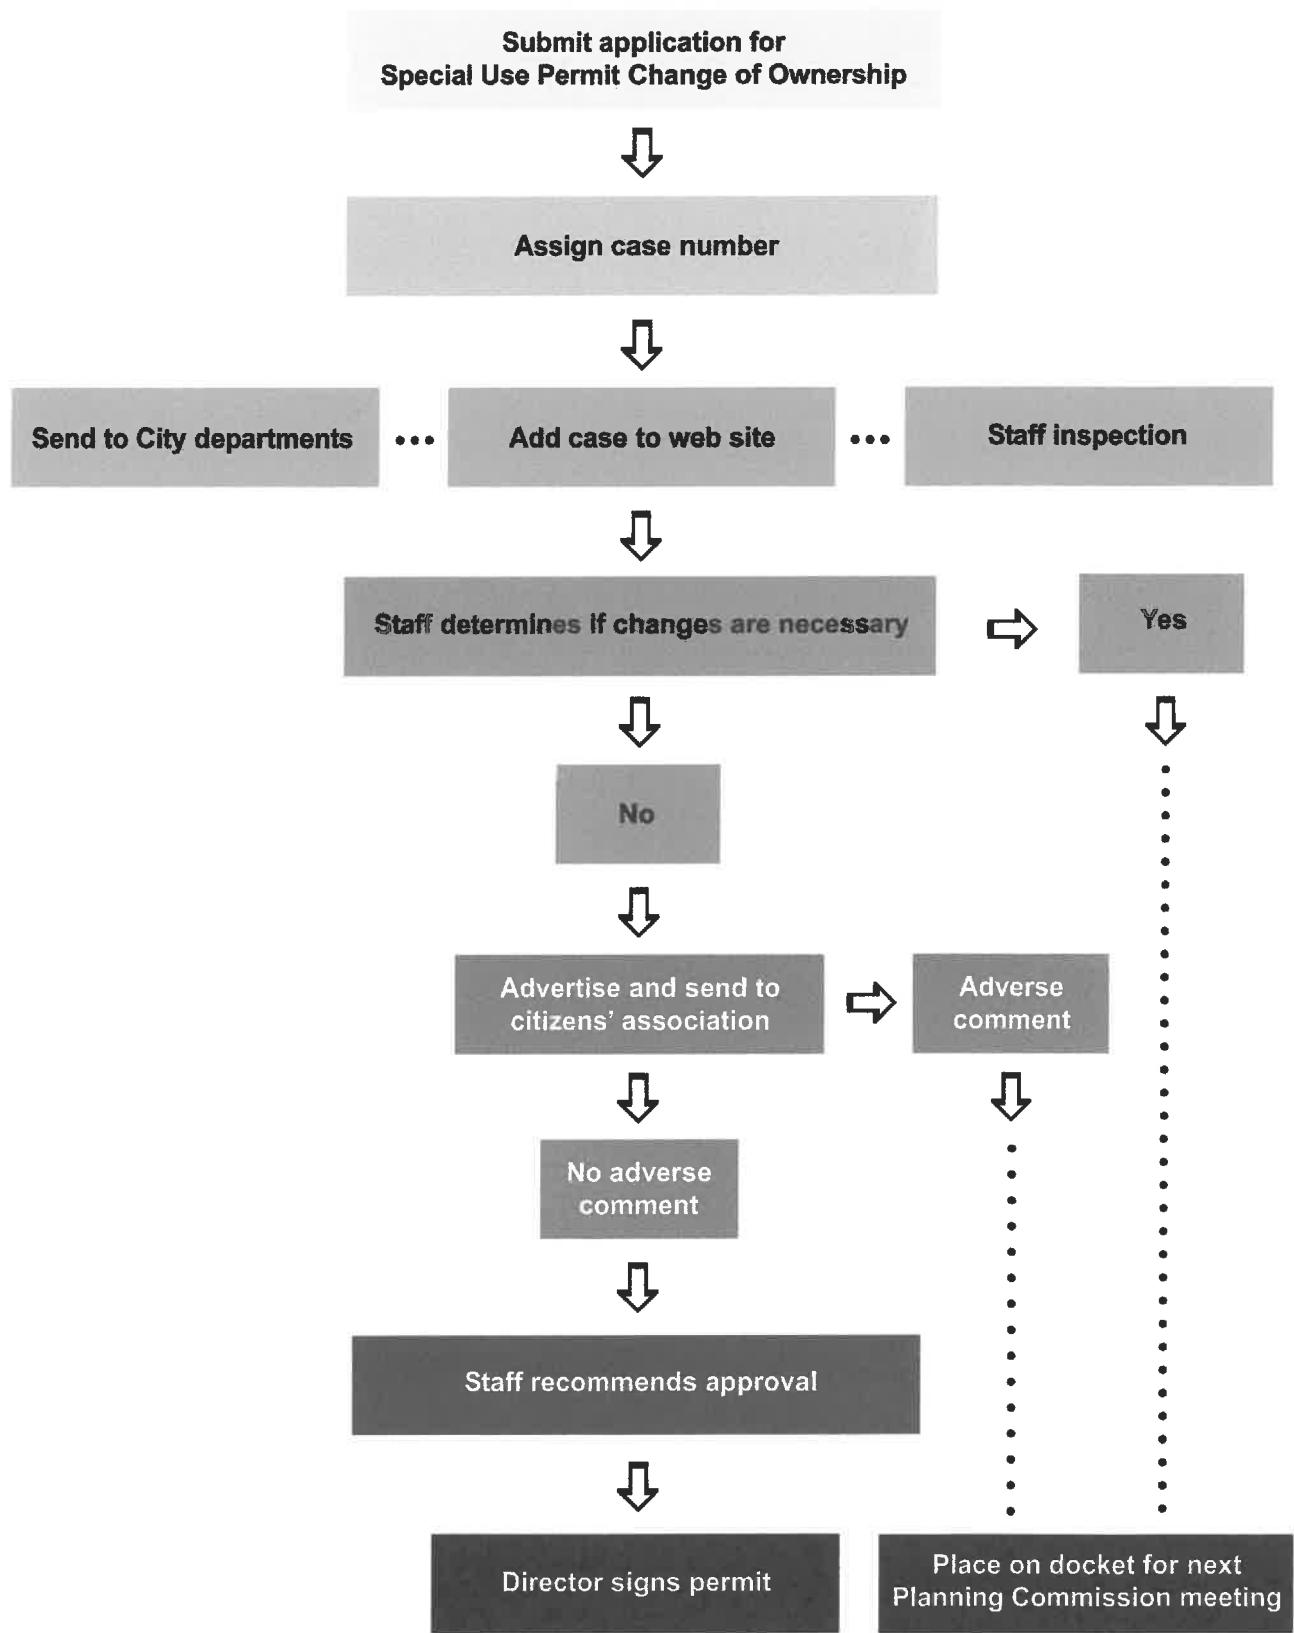 Submit application for
Special Use Permit Change of Ownership
Assign case number
Send to City departments ••• Add case to web site ••• Staff inspection
Staff determines if changes are necessary
Yes
No
Advertise and send to
citizens’ association
Adverse
comment
No adverse
comment
Staff recommends approval
Director signs permit
Place on docket for next
Planning Commission meeting